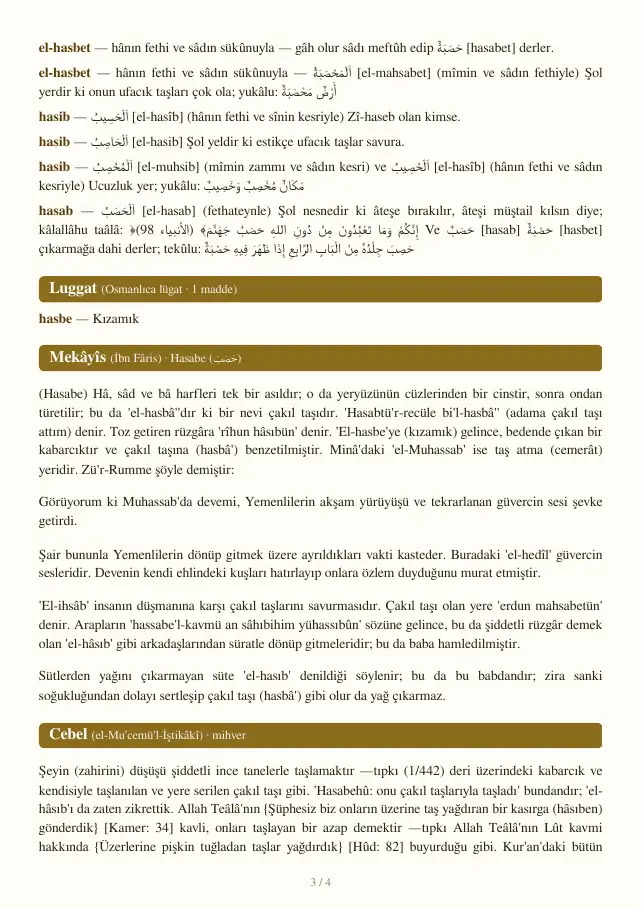 el-hasbet — hânın fethi ve sâdın sükûnuyla — gâh olur sâdı meftûh edip حَصَبَةٌ [hasabet] derler.
el-hasbet — hânın fethi ve sâdın sükûnuyla — اَلْمَحْصَبَةُ [el-mahsabet] (mîmin ve sâdın fethiyle) Şol
yerdir ki onun ufacık taşları çok ola; yukâlu: أَرْضٌ مَحْصَبَةٌ
hasib — اَلْحَسِيبُ [el-hasîb] (hânın fethi ve sînin kesriyle) Zî-haseb olan kimse.
hasib — اَلْحَاصِبُ [el-hasib] Şol yeldir ki estikçe ufacık taşlar savura.
hasib — اَلْمُخْصِبُ [el-muhsib] (mîmin zammı ve sâdın kesri) ve اَلْخَصِيبُ [el-hasîb] (hânın fethi ve sâdın
kesriyle) Ucuzluk yer; yukâlu: مَكَانٌ مُخْصِبٌ وَخَصِيبٌ
hasab — اَلْحَصَبُ [el-hasab] (fethateynle) Şol nesnedir ki âteşe bırakılır, âteşi müştail kılsın diye;
kâlallâhu taâlâ: ﴿إِنَّكُمْ وَمَا تَعْبُدُونَ مِنْ دُونِ اللهِ حَصَبُ جَهَنَّمَ﴾ (الأنبياء 98) Ve حَصَبٌ [hasab] حَصْبَةٌ [hasbet]
çıkarmağa dahi derler; tekûlu: حَصِبَ جِلْدُهُ مِنَ الْبَابِ الرَّابِعِ إِذَا ظَهَرَ فِيهِ حَصْبَةٌ
Luggat (Osmanlıca lügat · 1 madde)
hasbe — Kızamık
Mekâyîs (İbn Fâris) · Hasabe (حَصَبَ)
(Hasabe) Hâ, sâd ve bâ harfleri tek bir asıldır; o da yeryüzünün cüzlerinden bir cinstir, sonra ondan
türetilir; bu da 'el-hasbâ''dır ki bir nevi çakıl taşıdır. 'Hasabtü'r-recüle bi'l-hasbâ'' (adama çakıl taşı
attım) denir. Toz getiren rüzgâra 'rîhun hâsıbün' denir. 'El-hasbe'ye (kızamık) gelince, bedende çıkan bir
kabarcıktır ve çakıl taşına (hasbâ') benzetilmiştir. Minâ'daki 'el-Muhassab' ise taş atma (cemerât)
yeridir. Zü'r-Rumme şöyle demiştir:
Görüyorum ki Muhassab'da devemi, Yemenlilerin akşam yürüyüşü ve tekrarlanan güvercin sesi şevke
getirdi.
Şair bununla Yemenlilerin dönüp gitmek üzere ayrıldıkları vakti kasteder. Buradaki 'el-hedîl' güvercin
sesleridir. Devenin kendi ehlindeki kuşları hatırlayıp onlara özlem duyduğunu murat etmiştir.
'El-ihsâb' insanın düşmanına karşı çakıl taşlarını savurmasıdır. Çakıl taşı olan yere 'erdun mahsabetün'
denir. Arapların 'hassabe'l-kavmü an sâhıbihim yühassıbûn' sözüne gelince, bu da şiddetli rüzgâr demek
olan 'el-hâsıb' gibi arkadaşlarından süratle dönüp gitmeleridir; bu da baba hamledilmiştir.
Sütlerden yağını çıkarmayan süte 'el-hasıb' denildiği söylenir; bu da bu babdandır; zira sanki
soğukluğundan dolayı sertleşip çakıl taşı (hasbâ') gibi olur da yağ çıkarmaz.
Cebel (el-Mu'cemü'l-İştikâkî) · mihver
Şeyin (zahirini) düşüşü şiddetli ince tanelerle taşlamaktır —tıpkı (1/442) deri üzerindeki kabarcık ve
kendisiyle taşlanılan ve yere serilen çakıl taşı gibi. 'Hasabehû: onu çakıl taşlarıyla taşladı' bundandır; 'el-
hâsıb'ı da zaten zikrettik. Allah Teâlâ'nın {Şüphesiz biz onların üzerine taş yağdıran bir kasırga (hâsıben)
gönderdik} [Kamer: 34] kavli, onları taşlayan bir azap demektir —tıpkı Allah Teâlâ'nın Lût kavmi
hakkında {Üzerlerine pişkin tuğladan taşlar yağdırdık} [Hûd: 82] buyurduğu gibi. Kur'an'daki bütün
3 / 4